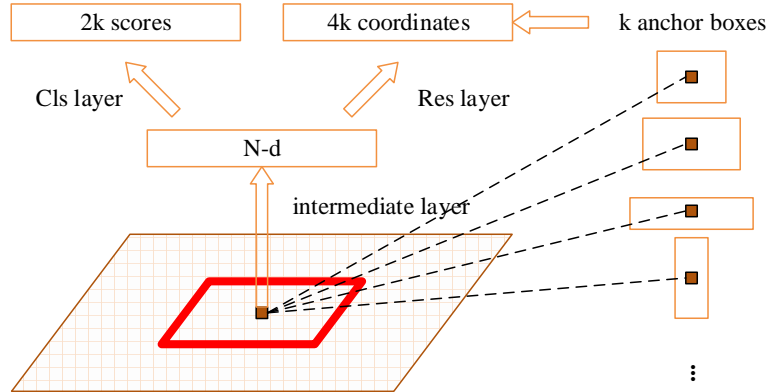 2k scores
4k coordinates
k anchor boxes
Cls layer
Res layer
N-d
intermediate layer
...